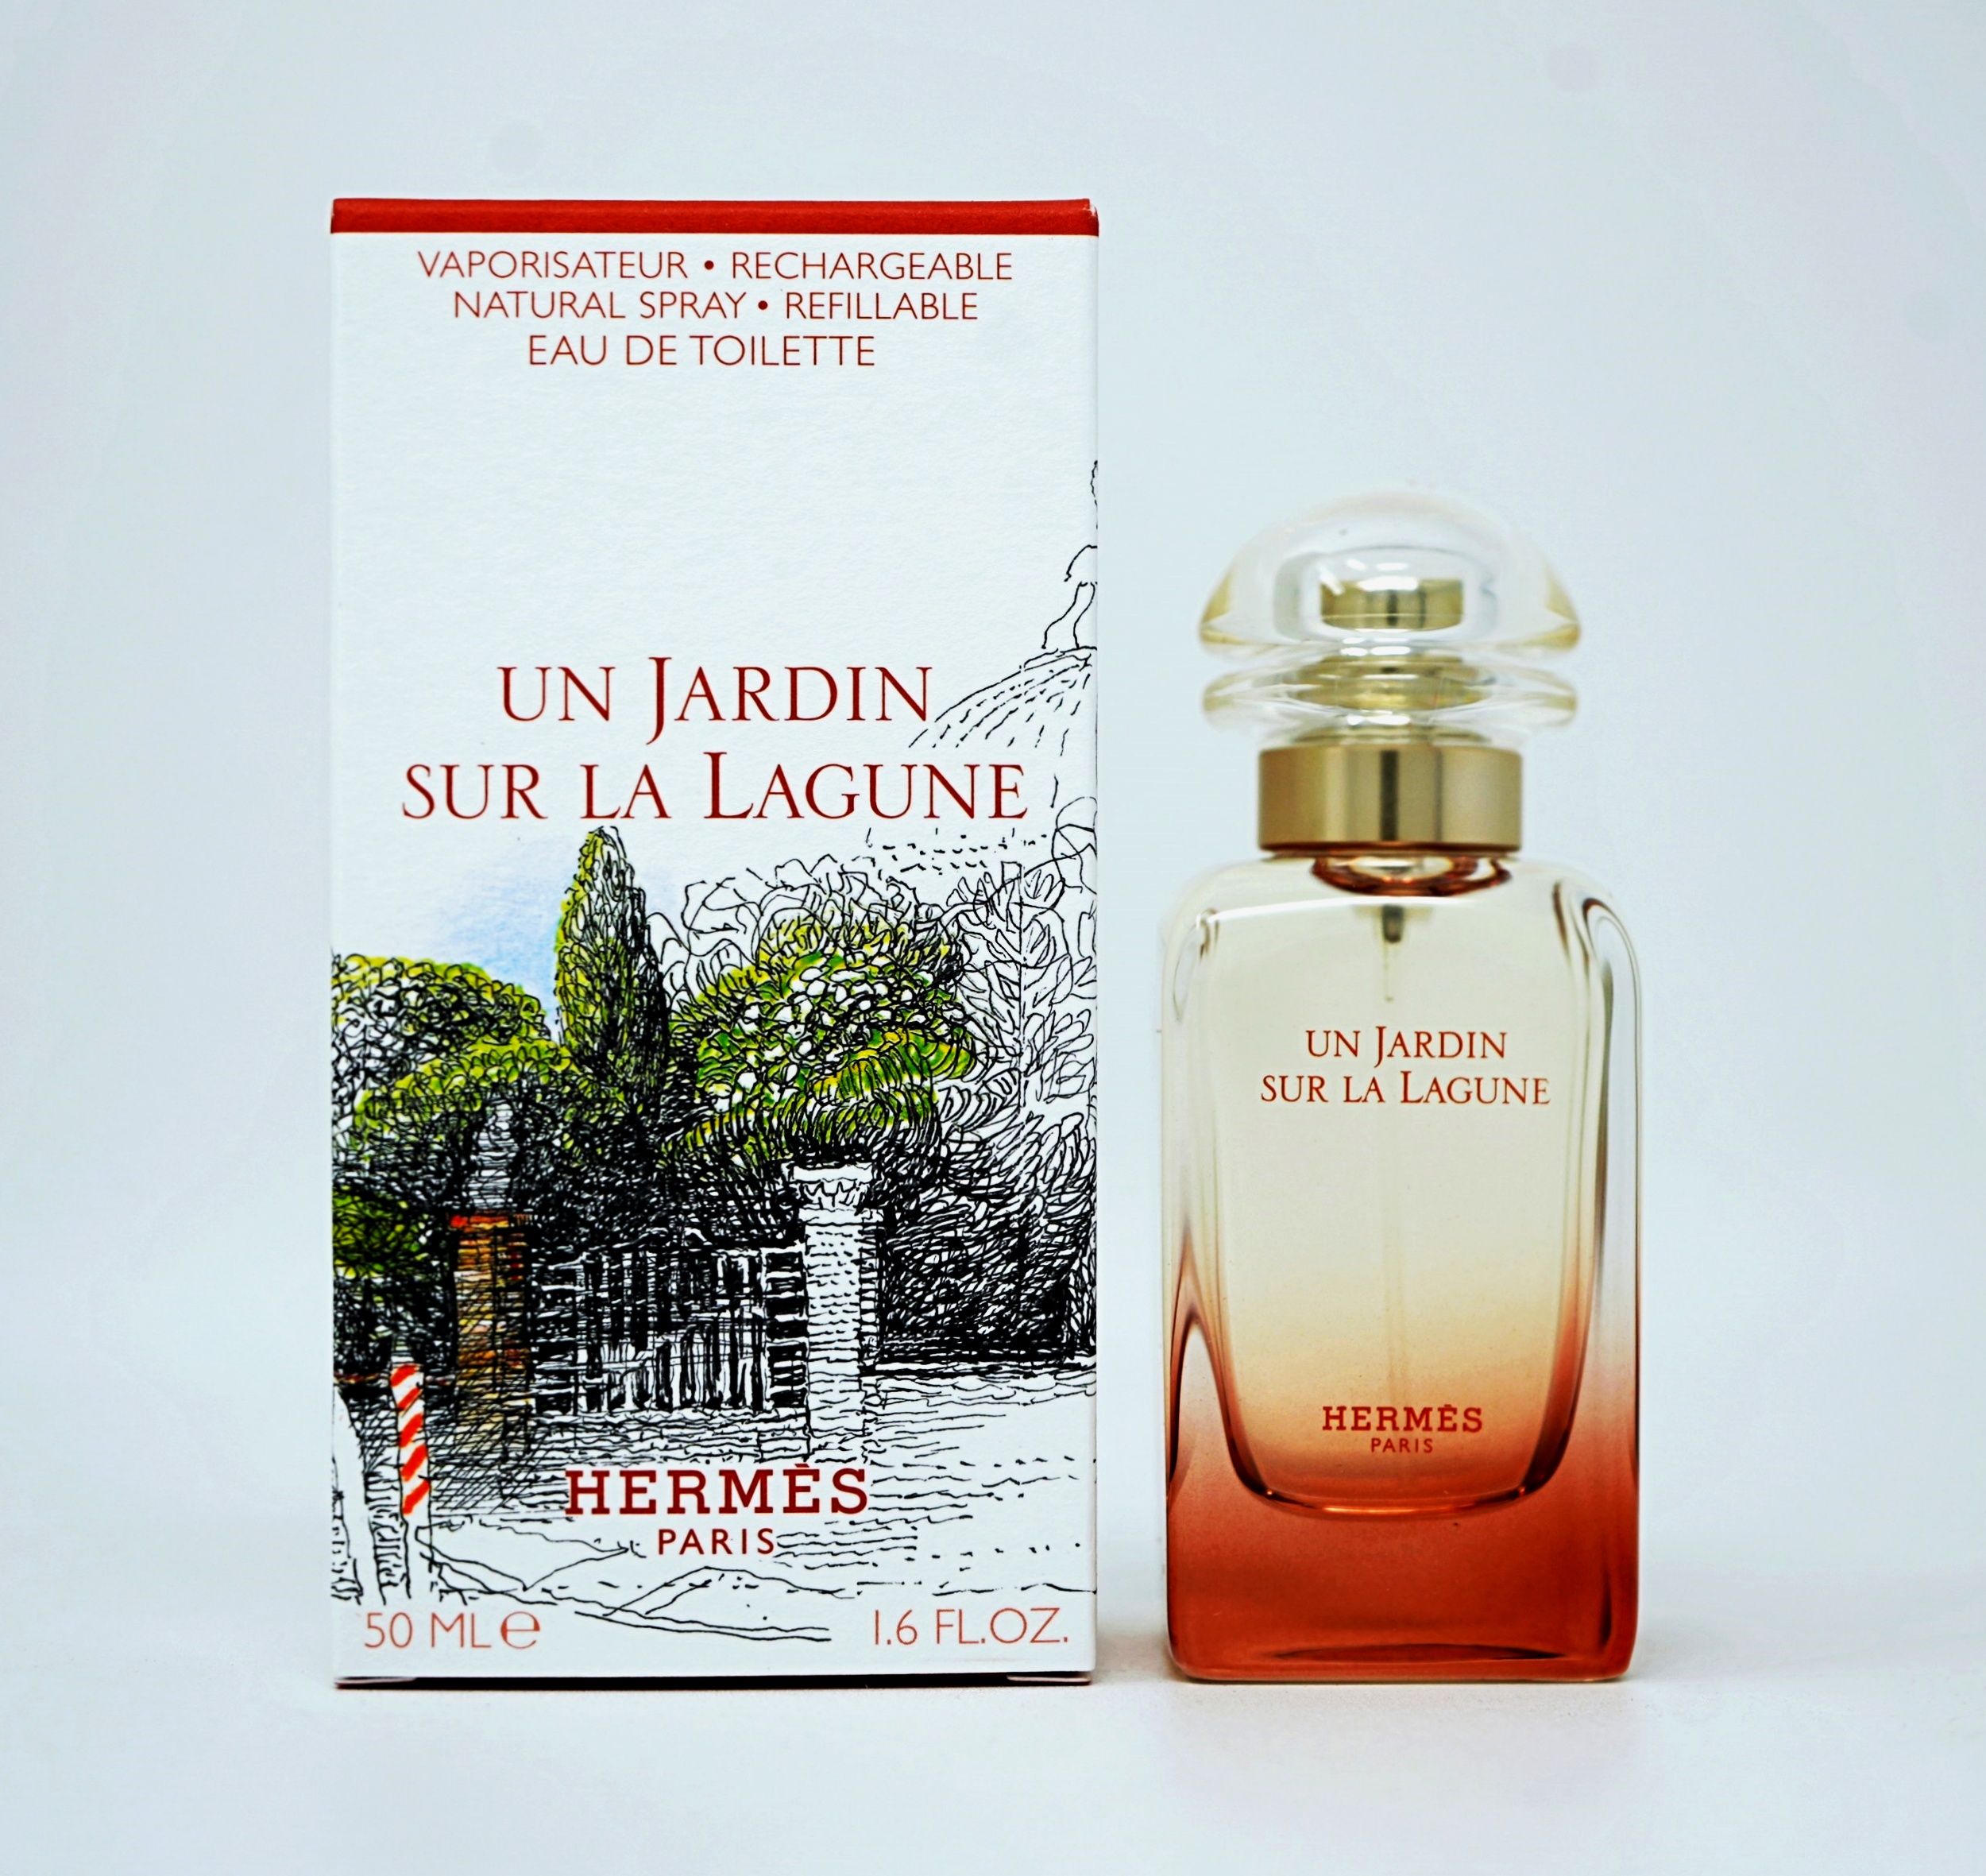 VAPORISATEUR • RECHARGEABLE
NATURAL SPRAY • REFILLABLE
EAU DE TOILETTE
UN JARDIN
SUR LA LAGUNE
HERMÈS
PARIS
50 ML ℮
1.6 FL.OZ.
UN JARDIN
SUR LA LAGUNE
HERMÈS
PARIS